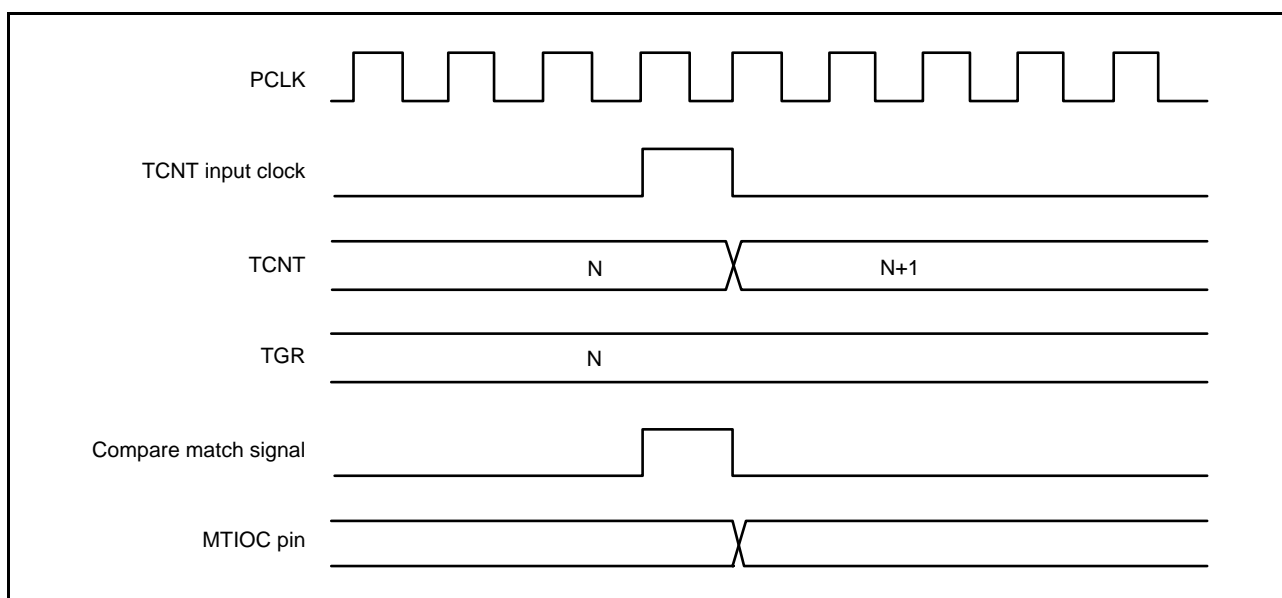 PCLK
TCNT input clock
TCNT
N
N+1
TGR
N
Compare match signal
MTIOC pin